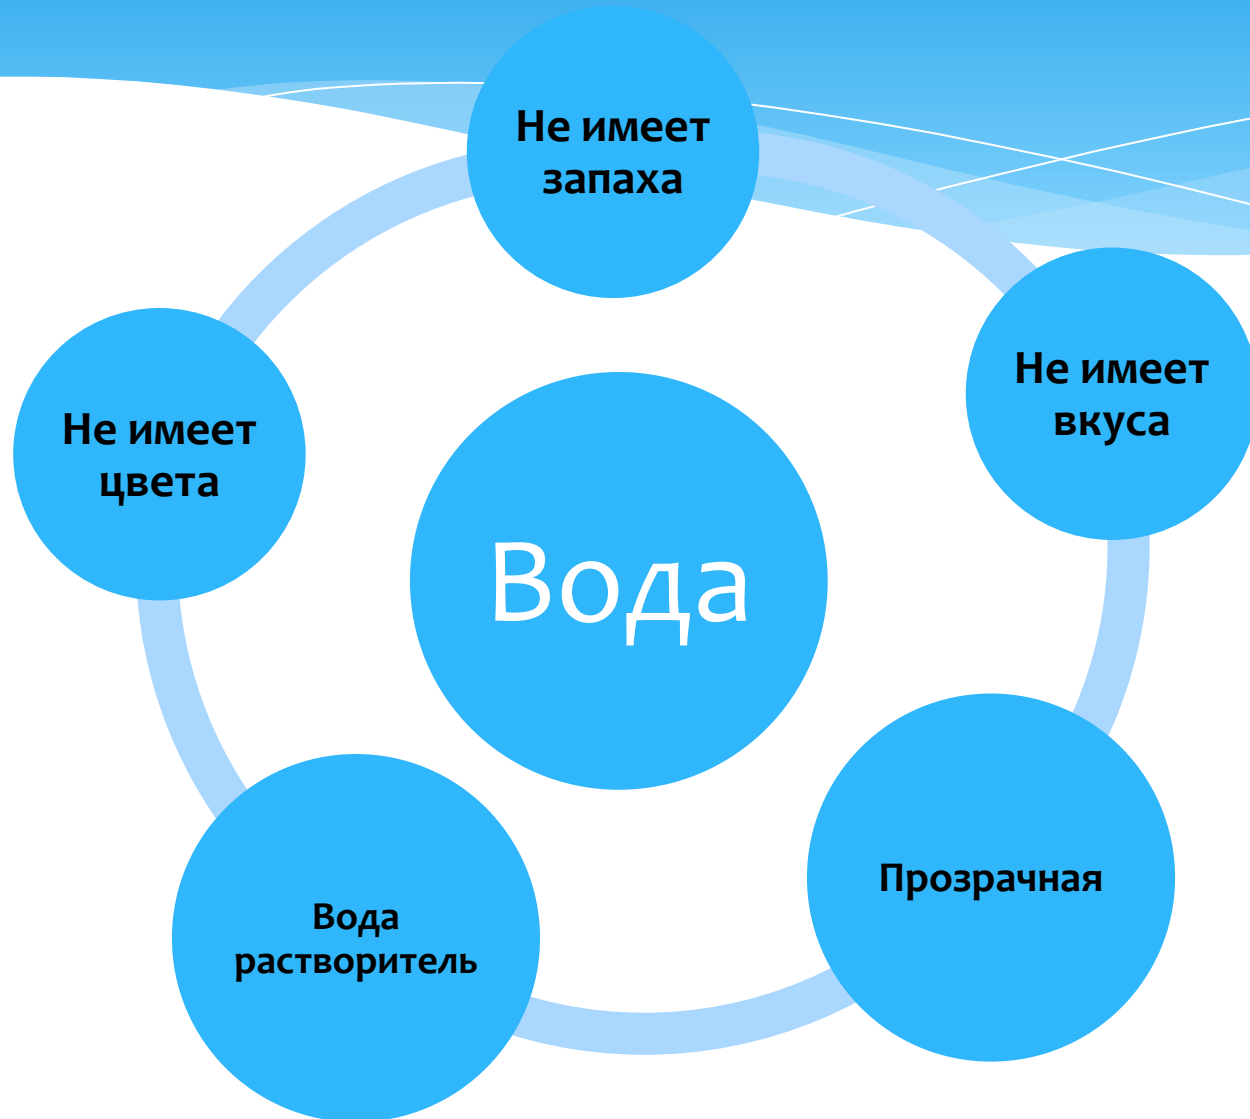 Не имеет
запаха
Не имеет
вкуса
Не имеет
цвета
Вода
Прозрачная
Вода
растворитель